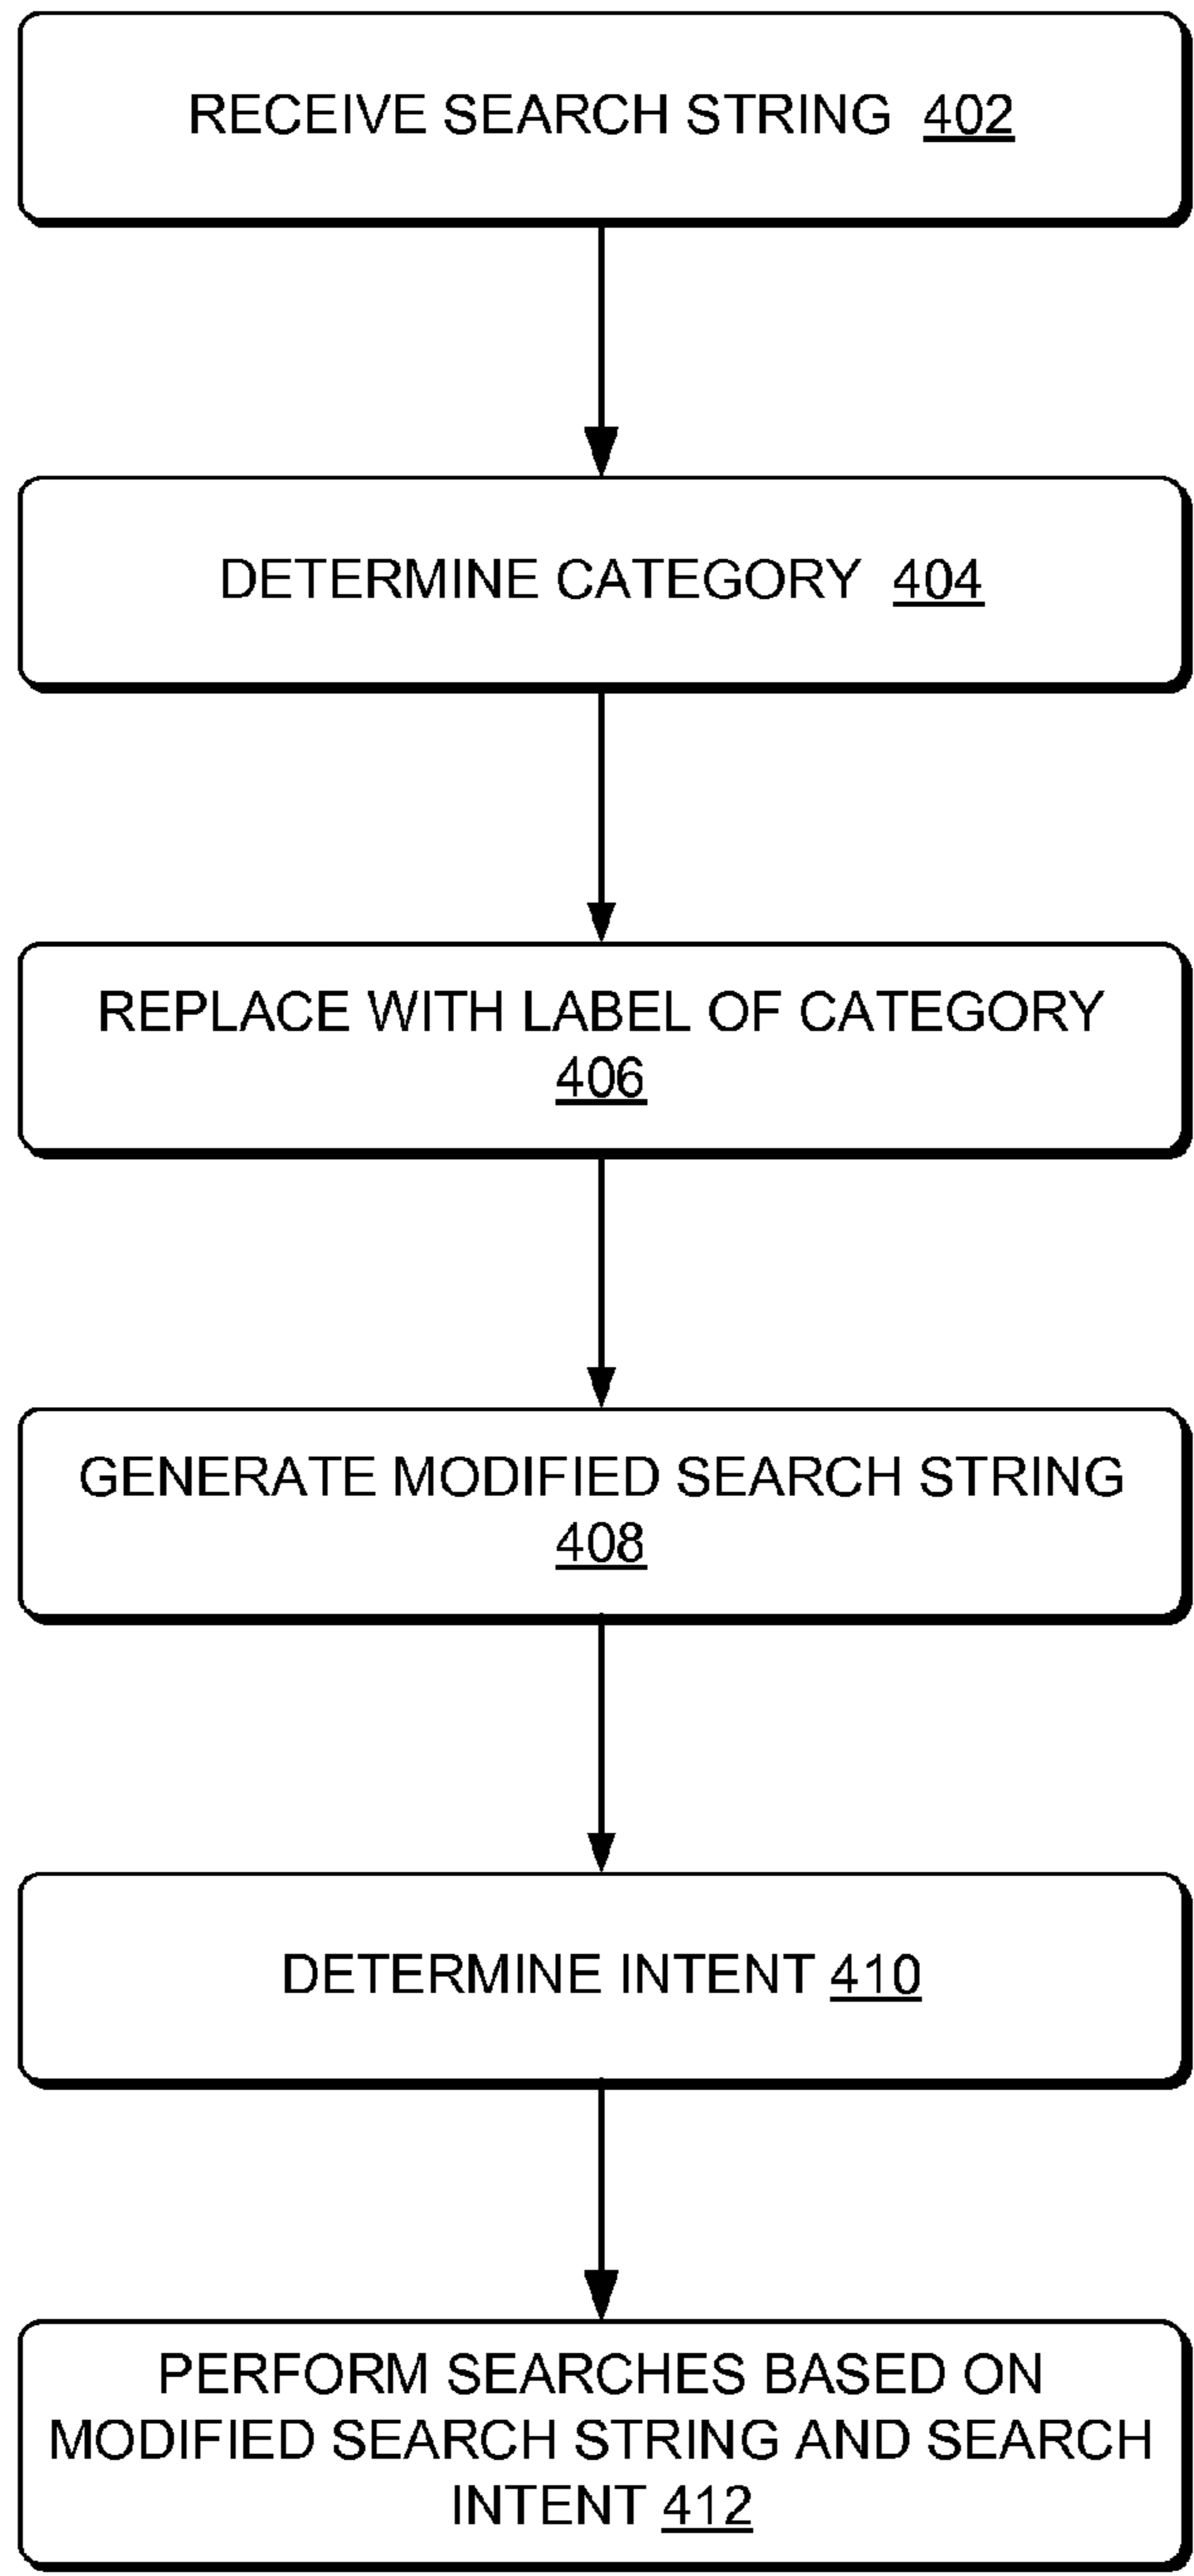 RECEIVE SEARCH STRING 402
DETERMINE CATEGORY 404
REPLACE WITH LABEL OF CATEGORY
406
GENERATE MODIFIED SEARCH STRING
408
DETERMINE INTENT 410
PERFORM SEARCHES BASED ON
MODIFIED SEARCH STRING AND SEARCH
INTENT 412